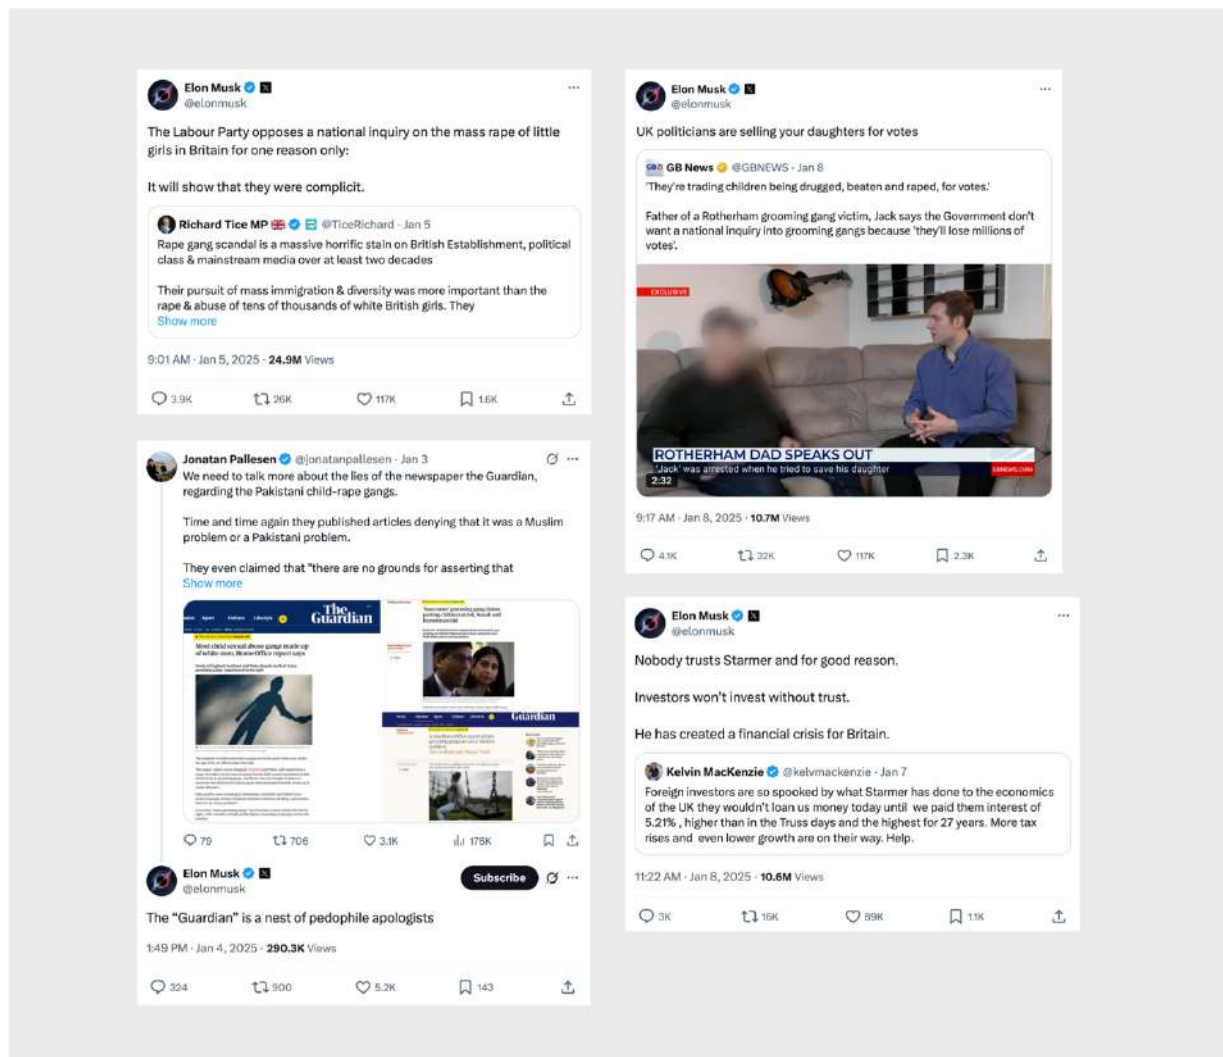 Elon Musk
@elonmusk
The Labour Party opposes a national inquiry on the mass rape of little
girls in Britain for one reason only:
It will show that they were complicit.
Richard Tice MP 🇬🇧 @TiceRichard · Jan 5
Rape gang scandal is a massive horrific stain on British Establishment, political
class & mainstream media over at least two decades
Their pursuit of mass immigration & diversity was more important than the
rape & abuse of tens of thousands of white British girls. They
Show more
9:01 AM · Jan 5, 2025 · 24.9M Views
3.9K 26K 117K 1.6K
Jonatan Pallesen @jonatanpallesen · Jan 3
We need to talk more about the lies of the newspaper the Guardian,
regarding the Pakistani child-rape gangs.
Time and time again they published articles denying that it was a Muslim
problem or a Pakistani problem.
They even claimed that "there are no grounds for asserting that
Show more
The
Guardian
Most child sexual abuse gangs made up
of white men, Home Office report says
Guardian
79 706 3.1K 176K
Elon Musk
@elonmusk
Subscribe
The "Guardian" is a nest of pedophile apologists
1:49 PM · Jan 4, 2025 · 290.3K Views
324 900 5.2K 143
Elon Musk
@elonmusk
UK politicians are selling your daughters for votes
GB News @GBNEWS · Jan 8
'They're trading children being drugged, beaten and raped, for votes.'
Father of a Rotherham grooming gang victim, Jack says the Government don't
want a national inquiry into grooming gangs because 'they'll lose millions of
votes'.
EXCLUSIVE
ROTHERHAM DAD SPEAKS OUT
'Jack' was arrested when he tried to save his daughter
GBNEWS.COM
2:32
9:17 AM · Jan 8, 2025 · 10.7M Views
4.1K 32K 117K 2.3K
Elon Musk
@elonmusk
Nobody trusts Starmer and for good reason.
Investors won't invest without trust.
He has created a financial crisis for Britain.
Kelvin MacKenzie @kelvmackenzie · Jan 7
Foreign investors are so spooked by what Starmer has done to the economics
of the UK they wouldn't loan us money today until we paid them interest of
5.21% , higher than in the Truss days and the highest for 27 years. More tax
rises and even lower growth are on their way. Help.
11:22 AM · Jan 8, 2025 · 10.6M Views
3K 16K 89K 1.1K